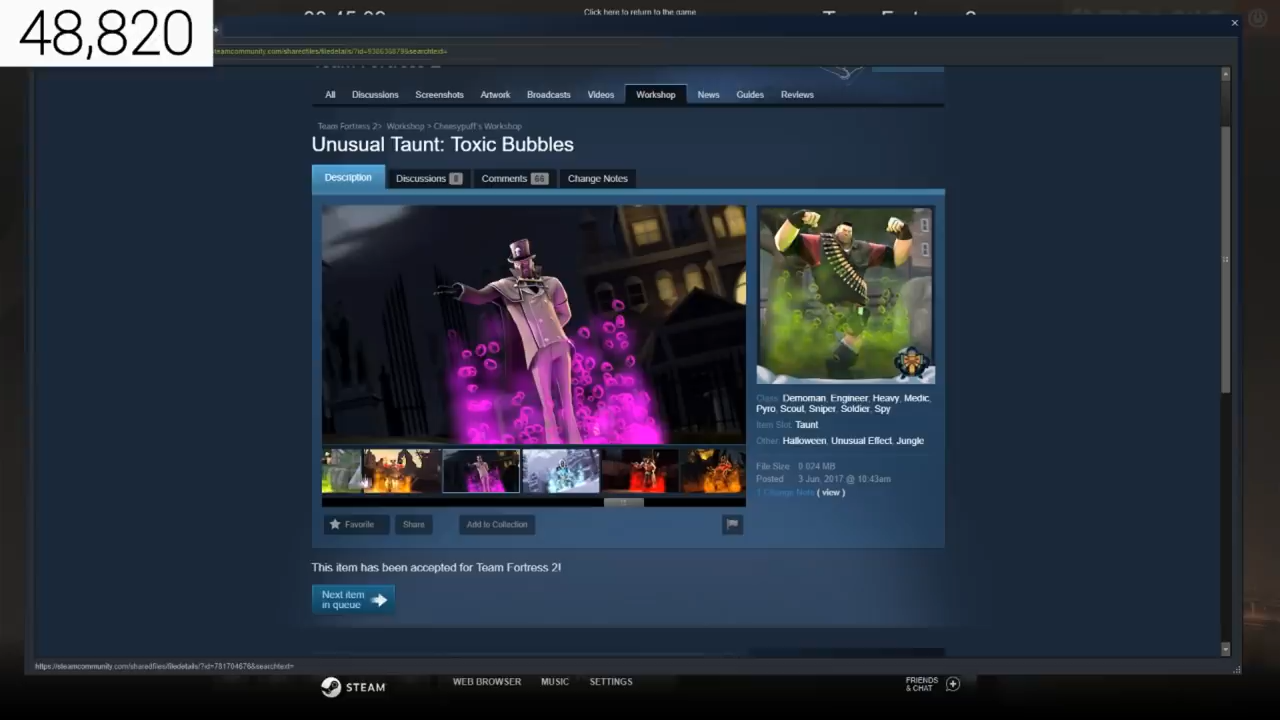 48,820
Click here to return to the game
Team Fortress 2
All Discussions Screenshots Artwork Broadcasts Videos Workshop News Guides Reviews
Team Fortress 2> Workshop > Cheesypuff's Workshop
Unusual Taunt: Toxic Bubbles
Description Discussions 8 Comments 66 Change Notes
Class: Demoman, Engineer, Heavy, Medic,
Pyro, Scout, Sniper, Soldier, Spy
Item Slot: Taunt
Other: Halloween, Unusual Effect, Jungle
File Size 0.024 MB
Posted 3 Jun, 2017 @ 10:43am
1 Change Note ( view )
Favorite Share Add to Collection
This item has been accepted for Team Fortress 2!
Next item
in queue
STEAM WEB BROWSER MUSIC SETTINGS
FRIENDS
& CHAT